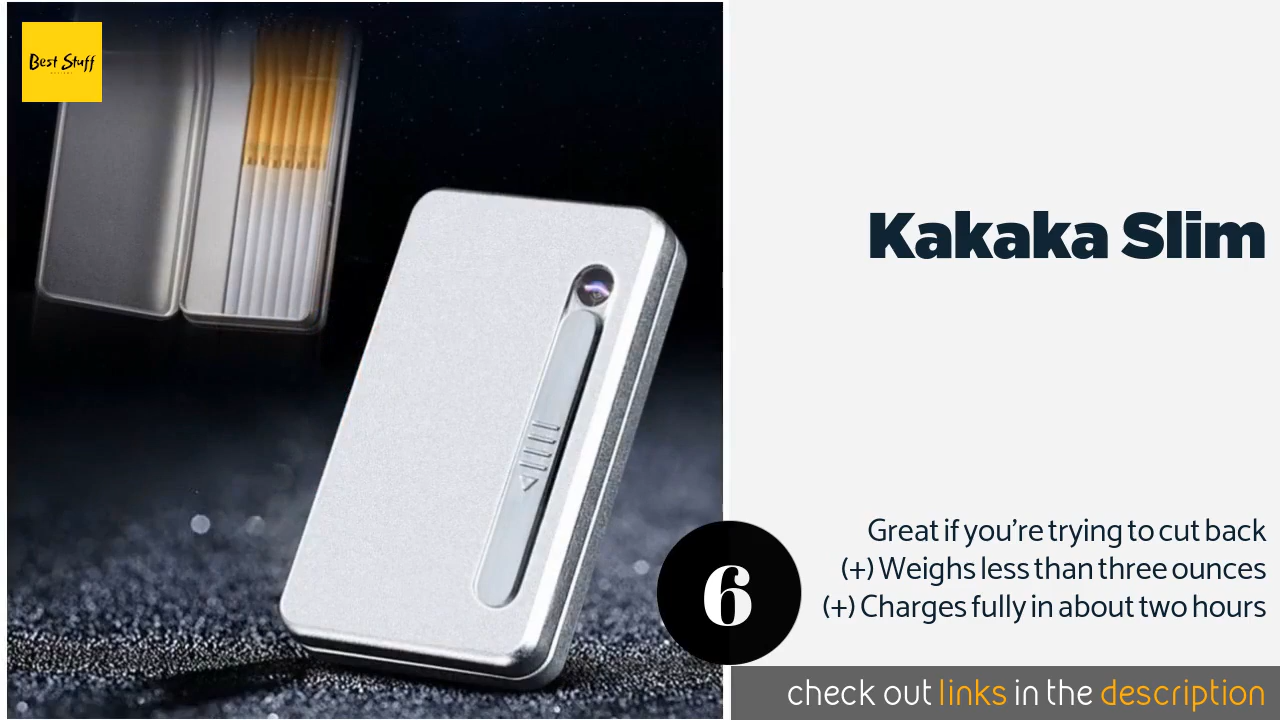 Best Stuff
Kakaka Slim
Great if you're trying to cut back
(+) Weighs less than three ounces
(+) Charges fully in about two hours
6
check out links in the description